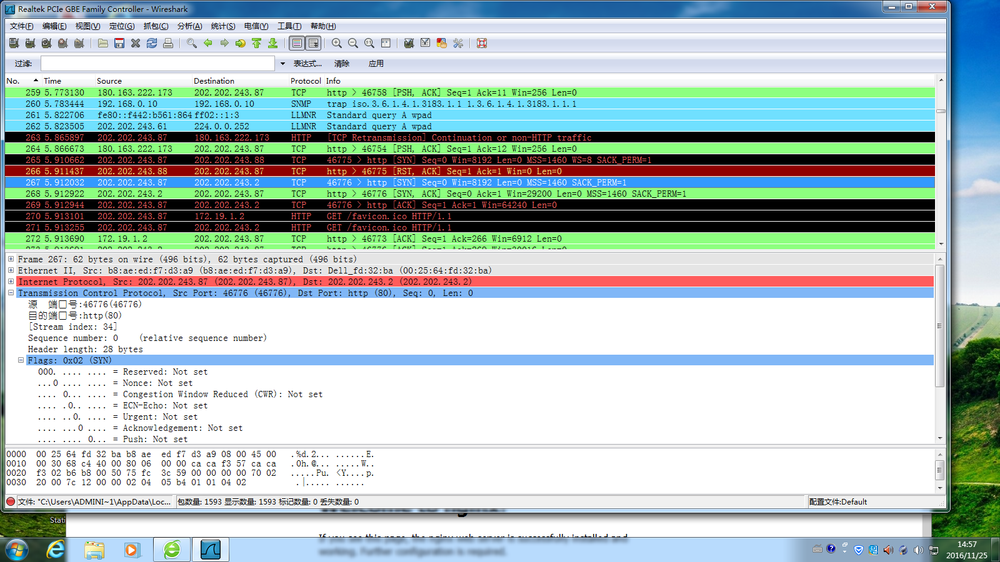 Realtek PCIe GBE Family Controller - Wireshark
文件(F) 编辑(E) 视图(V) 定位(G) 抓包(C) 分析(A) 统计(S) 电信(Y) 工具(T) 帮助(H)
过滤: 表达式... 清除 应用
No. Time Source Destination Protocol Info
259 5.773130 180.163.222.173 202.202.243.87 TCP http > 46758 [PSH, ACK] Seq=1 Ack=11 Win=256 Len=0
260 5.783444 192.168.0.10 192.168.0.10 SNMP trap iso.3.6.1.4.1.3183.1.1 1.3.6.1.4.1.3183.1.1.1
261 5.822706 fe80::f442:b561:864 ff02::1:3 LLMNR Standard query A wpad
262 5.823505 202.202.243.61 224.0.0.252 LLMNR Standard query A wpad
263 5.865897 202.202.243.87 180.163.222.173 HTTP [TCP Retransmission] Continuation or non-HTTP traffic
264 5.866673 180.163.222.173 202.202.243.87 TCP http > 46754 [PSH, ACK] Seq=1 Ack=12 Win=256 Len=0
265 5.910662 202.202.243.87 202.202.243.88 TCP 46775 > http [SYN] Seq=0 Win=8192 Len=0 MSS=1460 WS=8 SACK_PERM=1
266 5.911437 202.202.243.88 202.202.243.87 TCP http > 46775 [RST, ACK] Seq=1 Ack=1 Win=0 Len=0
267 5.912032 202.202.243.87 202.202.243.2 TCP 46776 > http [SYN] Seq=0 Win=8192 Len=0 MSS=1460 SACK_PERM=1
268 5.912922 202.202.243.2 202.202.243.87 TCP http > 46776 [SYN, ACK] Seq=0 Ack=1 Win=29200 Len=0 MSS=1460 SACK_PERM=1
269 5.912944 202.202.243.87 202.202.243.2 TCP 46776 > http [ACK] Seq=1 Ack=1 Win=64240 Len=0
270 5.913101 202.202.243.87 172.19.1.2 HTTP GET /favicon.ico HTTP/1.1
271 5.913255 202.202.243.87 202.202.243.2 HTTP GET /favicon.ico HTTP/1.1
272 5.913690 172.19.1.2 202.202.243.87 TCP http > 46773 [ACK] Seq=1 Ack=266 Win=6912 Len=0
Frame 267: 62 bytes on wire (496 bits), 62 bytes captured (496 bits)
Ethernet II, Src: b8:ae:ed:f7:d3:a9 (b8:ae:ed:f7:d3:a9), Dst: Dell_fd:32:ba (00:25:64:fd:32:ba)
Internet Protocol, Src: 202.202.243.87 (202.202.243.87), Dst: 202.202.243.2 (202.202.243.2)
Transmission Control Protocol, Src Port: 46776 (46776), Dst Port: http (80), Seq: 0, Len: 0
源 端口号:46776(46776)
目的端口号:http(80)
[Stream index: 34]
Sequence number: 0 (relative sequence number)
Header length: 28 bytes
Flags: 0x02 (SYN)
000. .... .... = Reserved: Not set
...0 .... .... = Nonce: Not set
.... 0... .... = Congestion Window Reduced (CWR): Not set
.... .0.. .... = ECN-Echo: Not set
.... ..0. .... = Urgent: Not set
.... ...0 .... = Acknowledgement: Not set
.... .... 0... = Push: Not set
0000 00 25 64 fd 32 ba b8 ae ed f7 d3 a9 08 00 45 00 .%d.2... ......E.
0010 00 30 68 c4 40 00 80 06 00 00 ca ca f3 57 ca ca .0h.@... .....W..
0020 f3 02 b6 b8 00 50 75 fc 3c 59 00 00 00 00 70 02 .....Pu. <Y....p.
0030 20 00 7c 12 00 00 02 04 05 b4 01 01 04 02 .|..... ......
文件: "C:\Users\ADMINI~1\AppData\Loc... 包数量: 1593 显示数量: 1593 标记数量: 0 丢失数量: 0 配置文件:Default
Stati
Welcome to nginx!
If you see this page, the nginx web server is successfully installed and
working. Further configuration is required.
14:57
2016/11/25